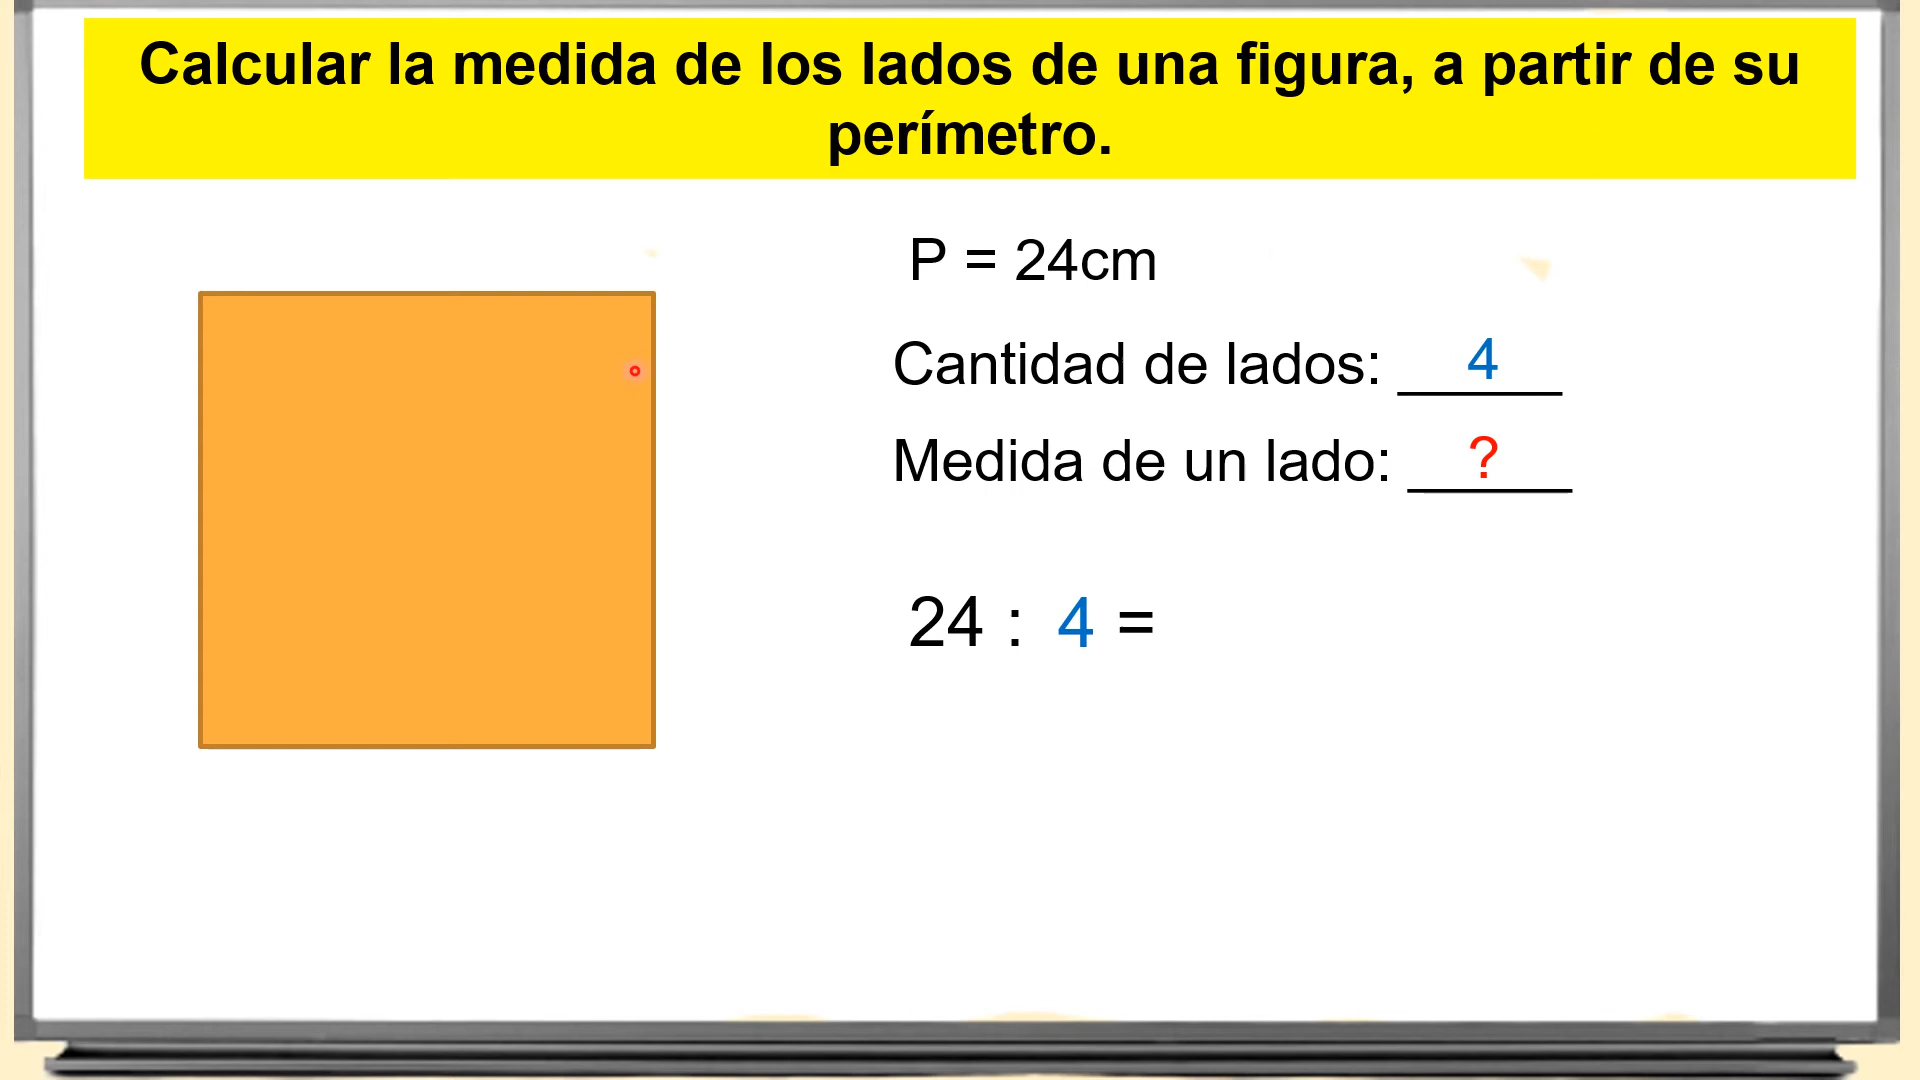 Calcular la medida de los lados de una figura, a partir de su
perímetro.
P = 24cm
Cantidad de lados: 4
Medida de un lado: ?
24 : 4 =